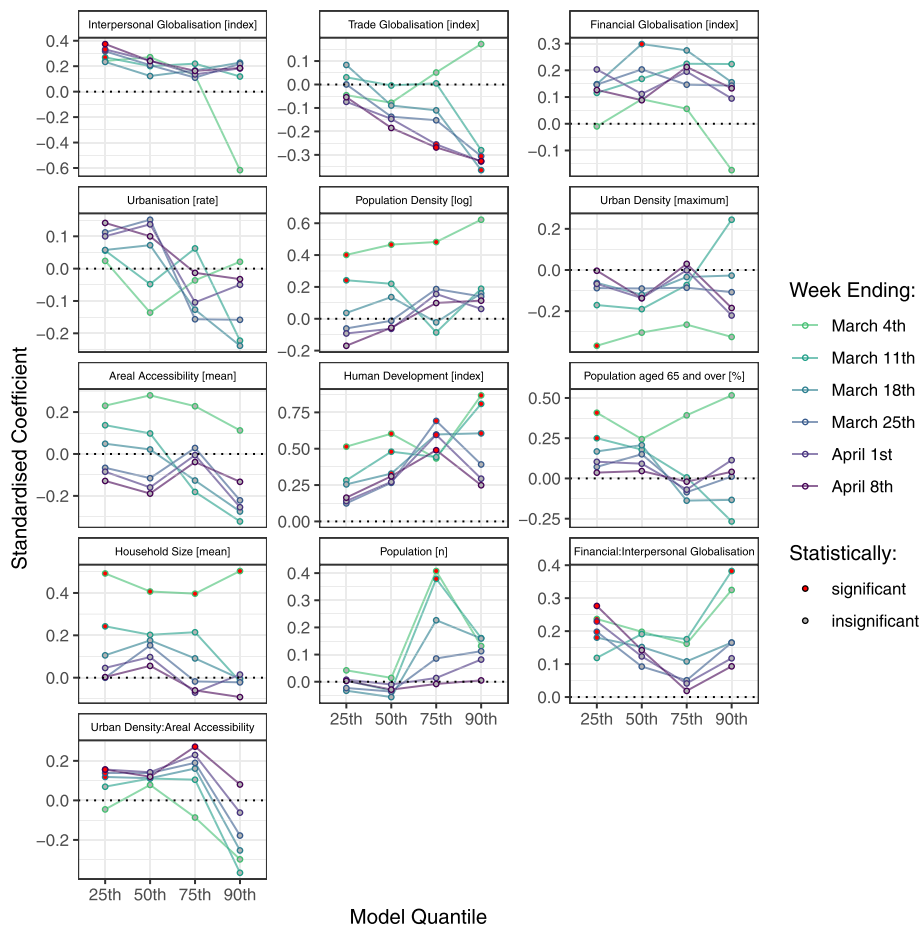 Interpersonal Globalisation [index]
0.4
0.2
0.0
−0.2
−0.4
−0.6
Trade Globalisation [index]
0.1
0.0
−0.1
−0.2
−0.3
Financial Globalisation [index]
0.3
0.2
0.1
0.0
−0.1
Urbanisation [rate]
0.1
0.0
−0.1
−0.2
Population Density [log]
0.6
0.4
0.2
0.0
−0.2
Urban Density [maximum]
0.2
0.0
−0.2
Areal Accessibility [mean]
0.2
0.0
−0.2
Human Development [index]
0.75
0.50
0.25
0.00
Population aged 65 and over [%]
0.50
0.25
0.00
−0.25
Household Size [mean]
0.4
0.2
0.0
Population [n]
0.4
0.3
0.2
0.1
0.0
25th 50th 75th 90th
Financial:Interpersonal Globalisation
0.4
0.3
0.2
0.1
0.0
25th 50th 75th 90th
Urban Density:Areal Accessibility
0.2
0.0
−0.2
25th 50th 75th 90th
Standardised Coefficient
Model Quantile
Week Ending:
March 4th
March 11th
March 18th
March 25th
April 1st
April 8th
Statistically:
significant
insignificant